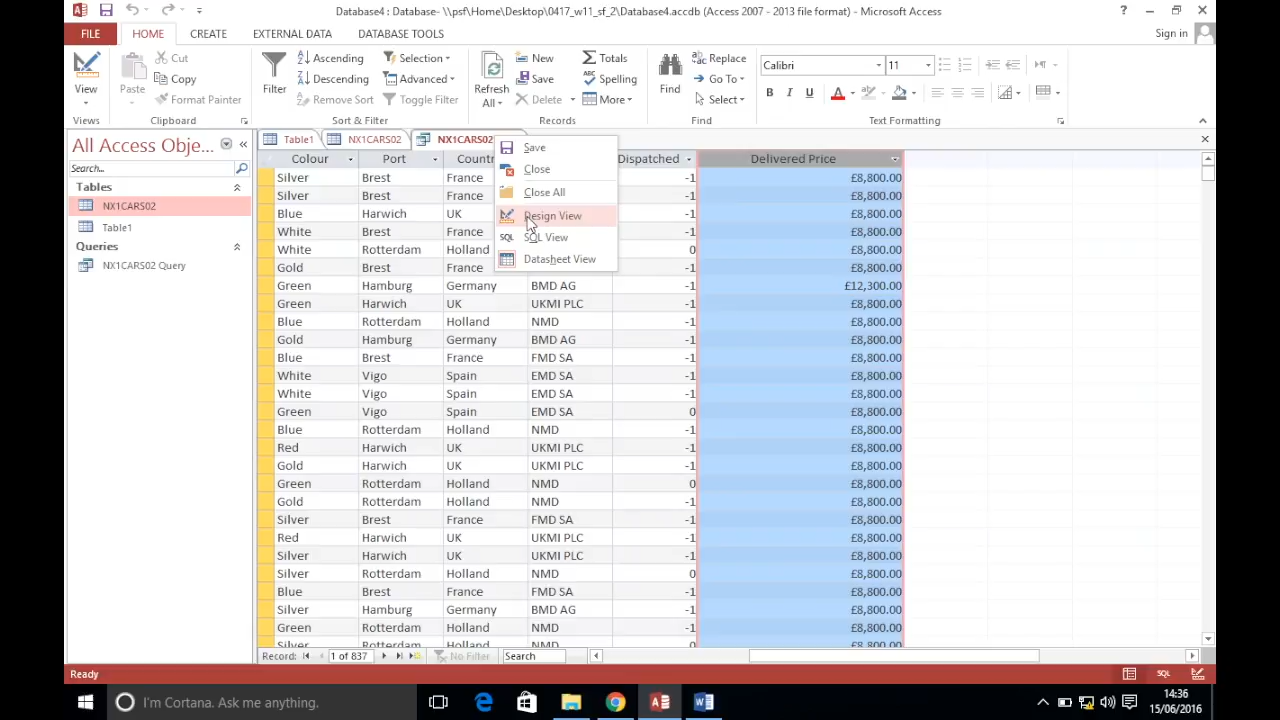 Database4 : Database- \\psf\Home\Desktop\0417_w11_sf_2\Database4.accdb (Access 2007 - 2013 file format) - Microsoft Access
?
FILE HOME CREATE EXTERNAL DATA DATABASE TOOLS Sign in
View
Views
Paste
Cut
Copy
Format Painter
Clipboard
Filter
Ascending
Descending
Remove Sort
Selection
Advanced
Toggle Filter
Sort & Filter
Refresh
All
New
Save
Delete
Totals
Spelling
More
Records
Find
Replace
Go To
Select
Find
Calibri 11
B I U A
Text Formatting
All Access Obje...
Search...
Tables
NX1CARS02
Table1
Queries
NX1CARS02 Query
Table1 NX1CARS02 NX1CARS02
Save
Close
Close All
Design View
SQL SQL View
Datasheet View
Colour Port Countr Dispatched Delivered Price
Silver Brest France -1 £8,800.00
Silver Brest France -1 £8,800.00
Blue Harwich UK -1 £8,800.00
White Brest France -1 £8,800.00
White Rotterdam Holland 0 £8,800.00
Gold Brest France -1 £8,800.00
Green Hamburg Germany BMD AG -1 £12,300.00
Green Harwich UK UKMI PLC -1 £8,800.00
Blue Rotterdam Holland NMD -1 £8,800.00
Gold Hamburg Germany BMD AG -1 £8,800.00
Blue Brest France FMD SA -1 £8,800.00
White Vigo Spain EMD SA -1 £8,800.00
White Vigo Spain EMD SA -1 £8,800.00
Green Vigo Spain EMD SA 0 £8,800.00
Blue Rotterdam Holland NMD -1 £8,800.00
Red Harwich UK UKMI PLC -1 £8,800.00
Gold Harwich UK UKMI PLC -1 £8,800.00
Green Rotterdam Holland NMD 0 £8,800.00
Gold Rotterdam Holland NMD -1 £8,800.00
Silver Brest France FMD SA -1 £8,800.00
Red Harwich UK UKMI PLC -1 £8,800.00
Silver Harwich UK UKMI PLC -1 £8,800.00
Silver Rotterdam Holland NMD 0 £8,800.00
Blue Brest France FMD SA -1 £8,800.00
Silver Hamburg Germany BMD AG -1 £8,800.00
Green Rotterdam Holland NMD -1 £8,800.00
Silver Rotterdam Holland NMD 0 £8,800.00
Record: 1 of 837 No Filter Search
Ready SQL
I'm Cortana. Ask me anything.
14:36
15/06/2016